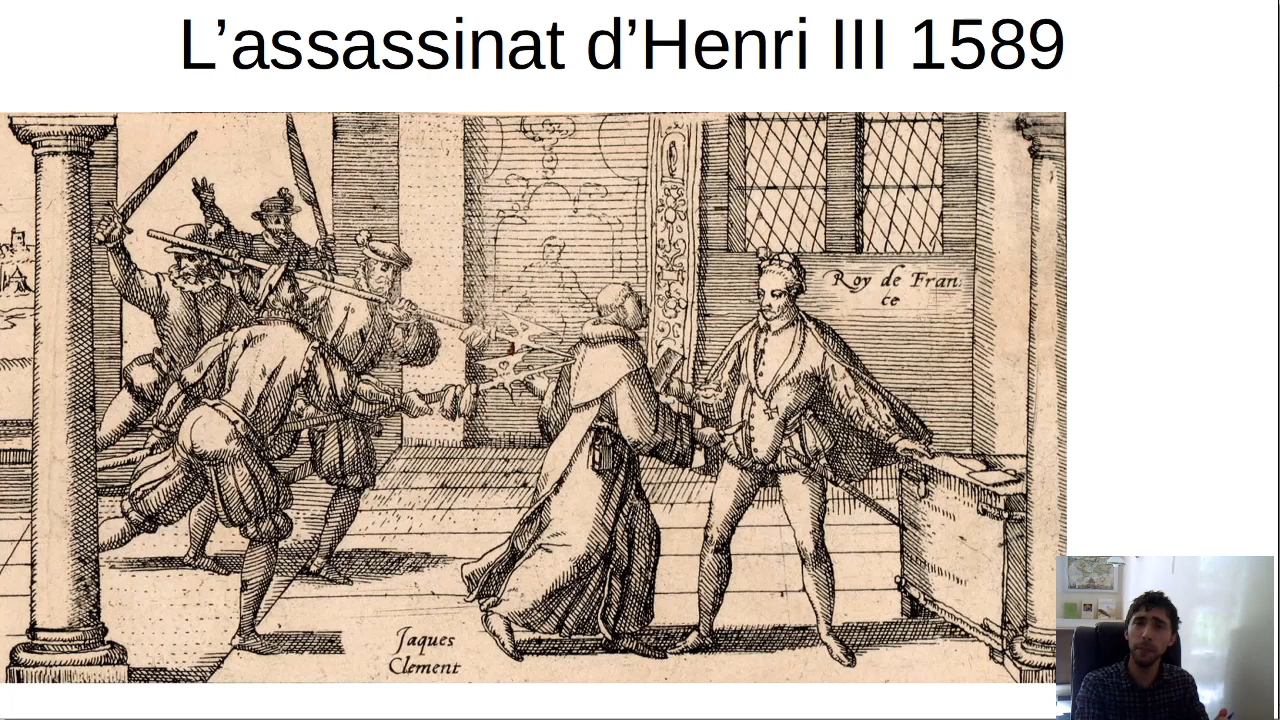 L’assassinat d’Henri III 1589
Roy de Fran:
ce
Jaques
Clement